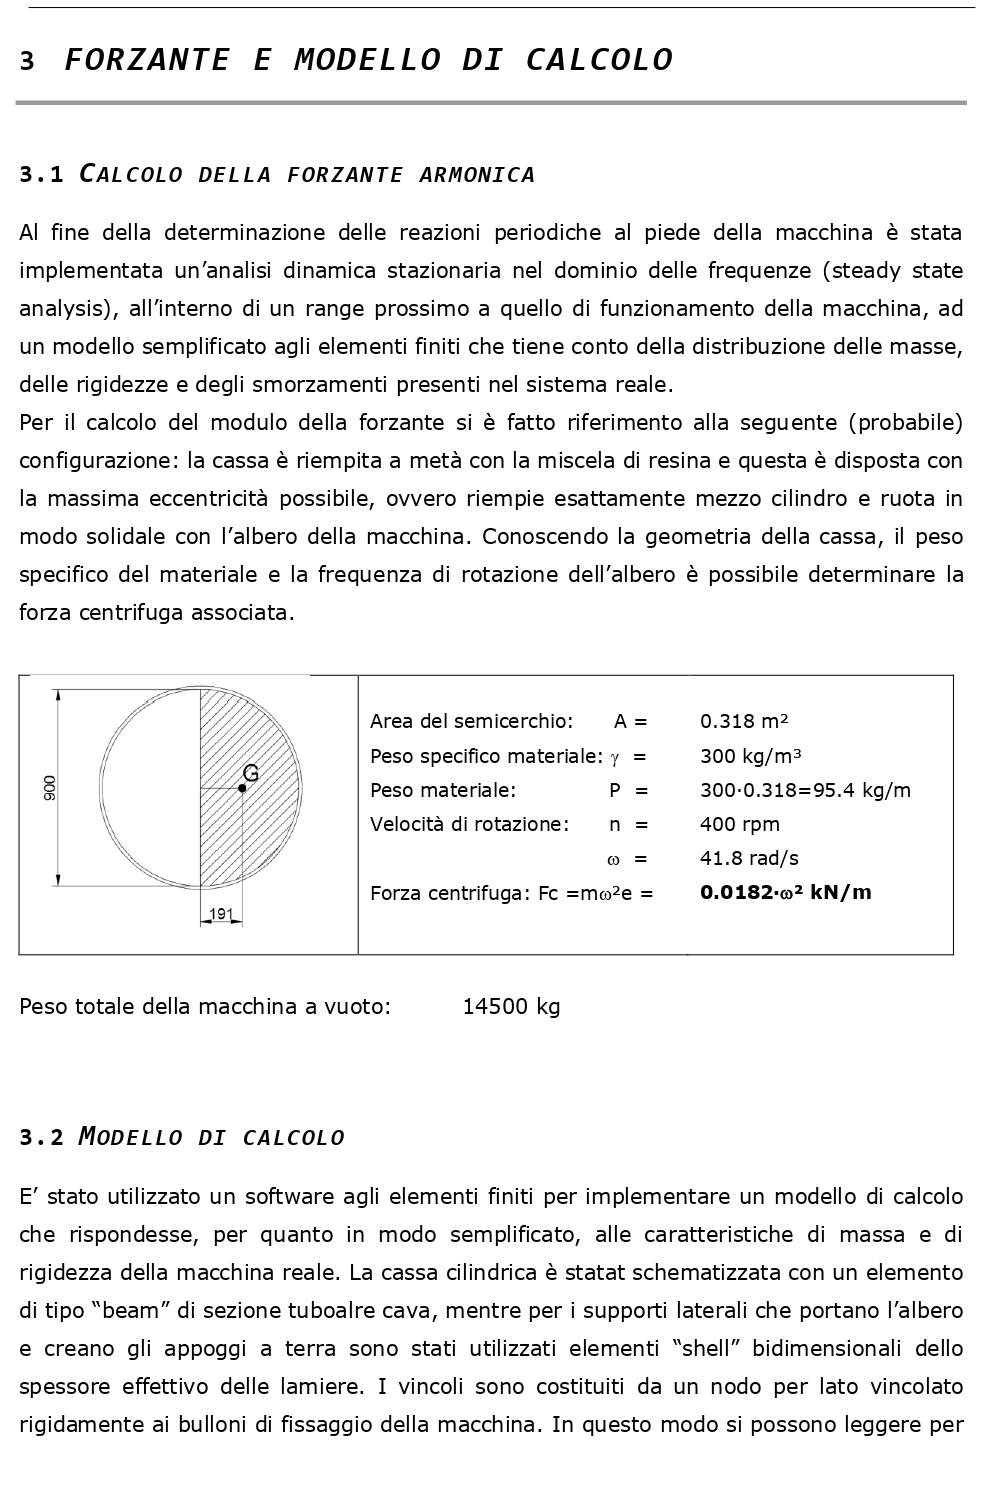 3 FORZANTE E MODELLO DI CALCOLO
3.1 CALCOLO DELLA FORZANTE ARMONICA
Al fine della determinazione delle reazioni periodiche al piede della macchina è stata
implementata un’analisi dinamica stazionaria nel dominio delle frequenze (steady state
analysis), all’interno di un range prossimo a quello di funzionamento della macchina, ad
un modello semplificato agli elementi finiti che tiene conto della distribuzione delle masse,
delle rigidezze e degli smorzamenti presenti nel sistema reale.
Per il calcolo del modulo della forzante si è fatto riferimento alla seguente (probabile)
configurazione: la cassa è riempita a metà con la miscela di resina e questa è disposta con
la massima eccentricità possibile, ovvero riempie esattamente mezzo cilindro e ruota in
modo solidale con l’albero della macchina. Conoscendo la geometria della cassa, il peso
specifico del materiale e la frequenza di rotazione dell’albero è possibile determinare la
forza centrifuga associata.
900
G
191
Area del semicerchio: A = 0.318 m²
Peso specifico materiale: γ = 300 kg/m³
Peso materiale: P = 300·0.318=95.4 kg/m
Velocità di rotazione: n = 400 rpm
ω = 41.8 rad/s
Forza centrifuga: Fc =mω²e = 0.0182·ω² kN/m
Peso totale della macchina a vuoto: 14500 kg
3.2 MODELLO DI CALCOLO
E’ stato utilizzato un software agli elementi finiti per implementare un modello di calcolo
che rispondesse, per quanto in modo semplificato, alle caratteristiche di massa e di
rigidezza della macchina reale. La cassa cilindrica è statat schematizzata con un elemento
di tipo “beam” di sezione tuboalre cava, mentre per i supporti laterali che portano l’albero
e creano gli appoggi a terra sono stati utilizzati elementi “shell” bidimensionali dello
spessore effettivo delle lamiere. I vincoli sono costituiti da un nodo per lato vincolato
rigidamente ai bulloni di fissaggio della macchina. In questo modo si possono leggere per